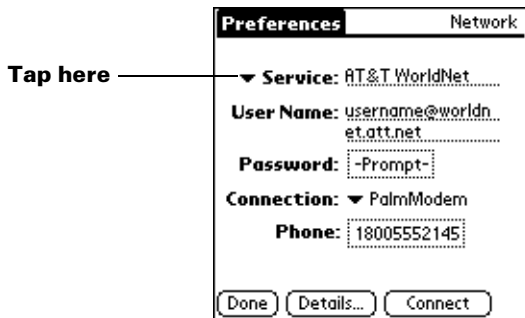 Preferences Network
Tap here Service: AT&T WorldNet
User Name: username@worldn
et.att.net
Password: -Prompt-
Connection: PalmModem
Phone: 18005552145
Done Details... Connect